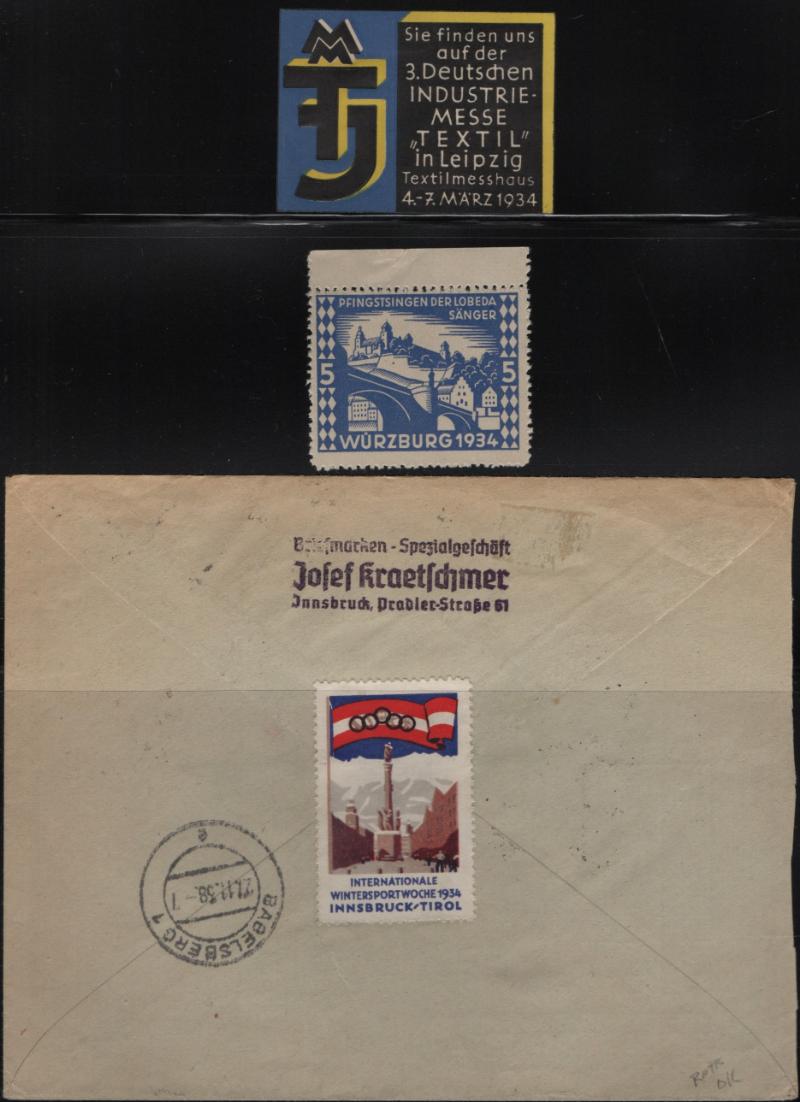 MM
TJ
Sie finden uns
auf der
3. Deutschen
INDUSTRIE-
MESSE
„TEXTIL"
in Leipzig
Textilmesshaus
4.-7. MÄRZ 1934
PFINGSTSINGEN DER LOBEDA
SÄNGER
5 5
WÜRZBURG 1934
Briefmarken - Spezialgeschäft
Josef Kraetschmer
Innsbruck, Pradler-Straße 61
INTERNATIONALE
WINTERSPORTWOCHE 1934
INNSBRUCK-TIROL
BABELSBERG 1
e